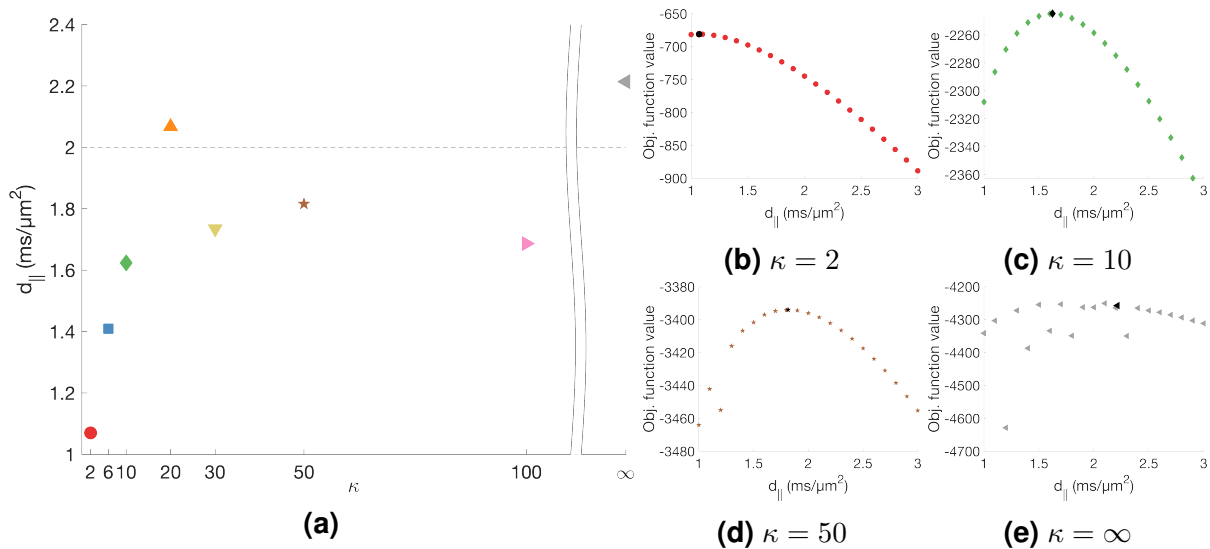 2.4
2.2
2
1.8
1.6
1.4
1.2
1
d|| (ms/μm²)
2 6 10 20 30 50 100 ∞
κ
(a)
-650
-700
-750
-800
-850
-900
Obj. function value
1 1.5 2 2.5 3
d|| (ms/μm²)
(b) κ = 2
-2260
-2280
-2300
-2320
-2340
-2360
Obj. function value
1 1.5 2 2.5 3
d|| (ms/μm²)
(c) κ = 10
-3380
-3400
-3420
-3440
-3460
-3480
Obj. function value
1 1.5 2 2.5 3
d|| (ms/μm²)
(d) κ = 50
-4200
-4300
-4400
-4500
-4600
-4700
Obj. function value
1 1.5 2 2.5 3
d|| (ms/μm²)
(e) κ = ∞